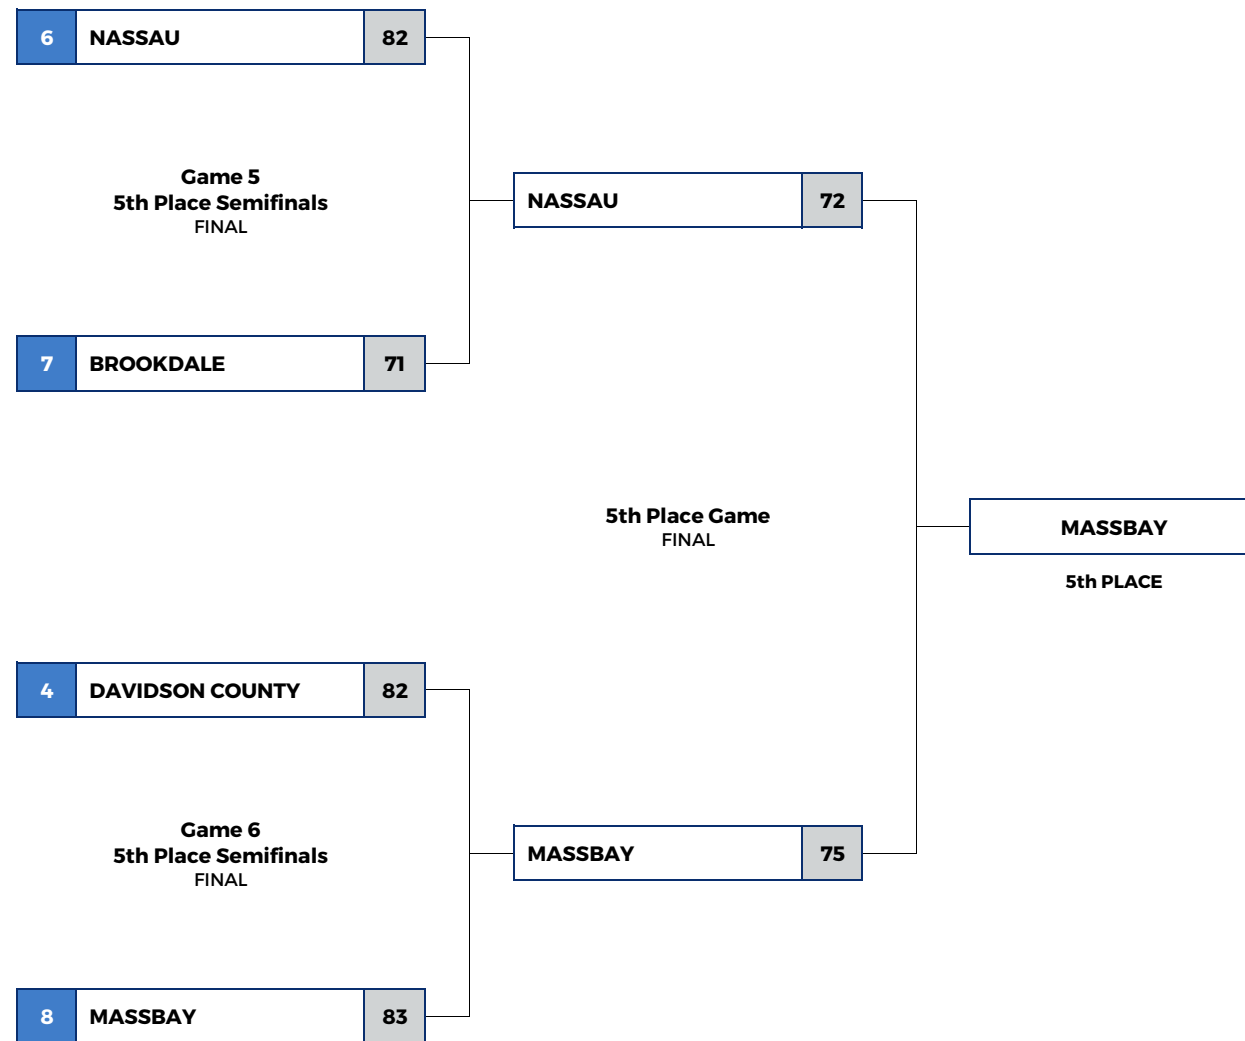 6 NASSAU 82
Game 5
5th Place Semifinals
FINAL
NASSAU 72
7 BROOKDALE 71
5th Place Game
FINAL
MASSBAY
5th PLACE
4 DAVIDSON COUNTY 82
Game 6
5th Place Semifinals
FINAL
MASSBAY 75
8 MASSBAY 83